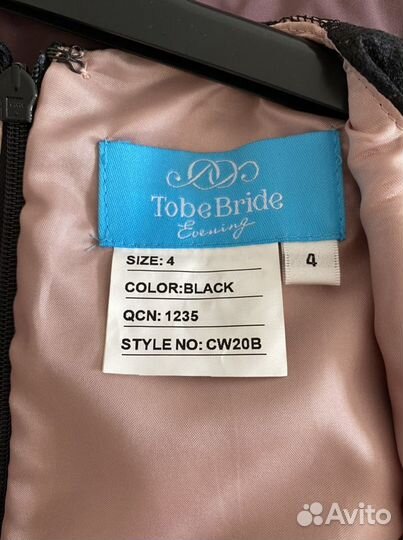 TobeBride
Evening
SIZE: 4
4
COLOR:BLACK
QCN: 1235
STYLE NO: CW20B
Avito